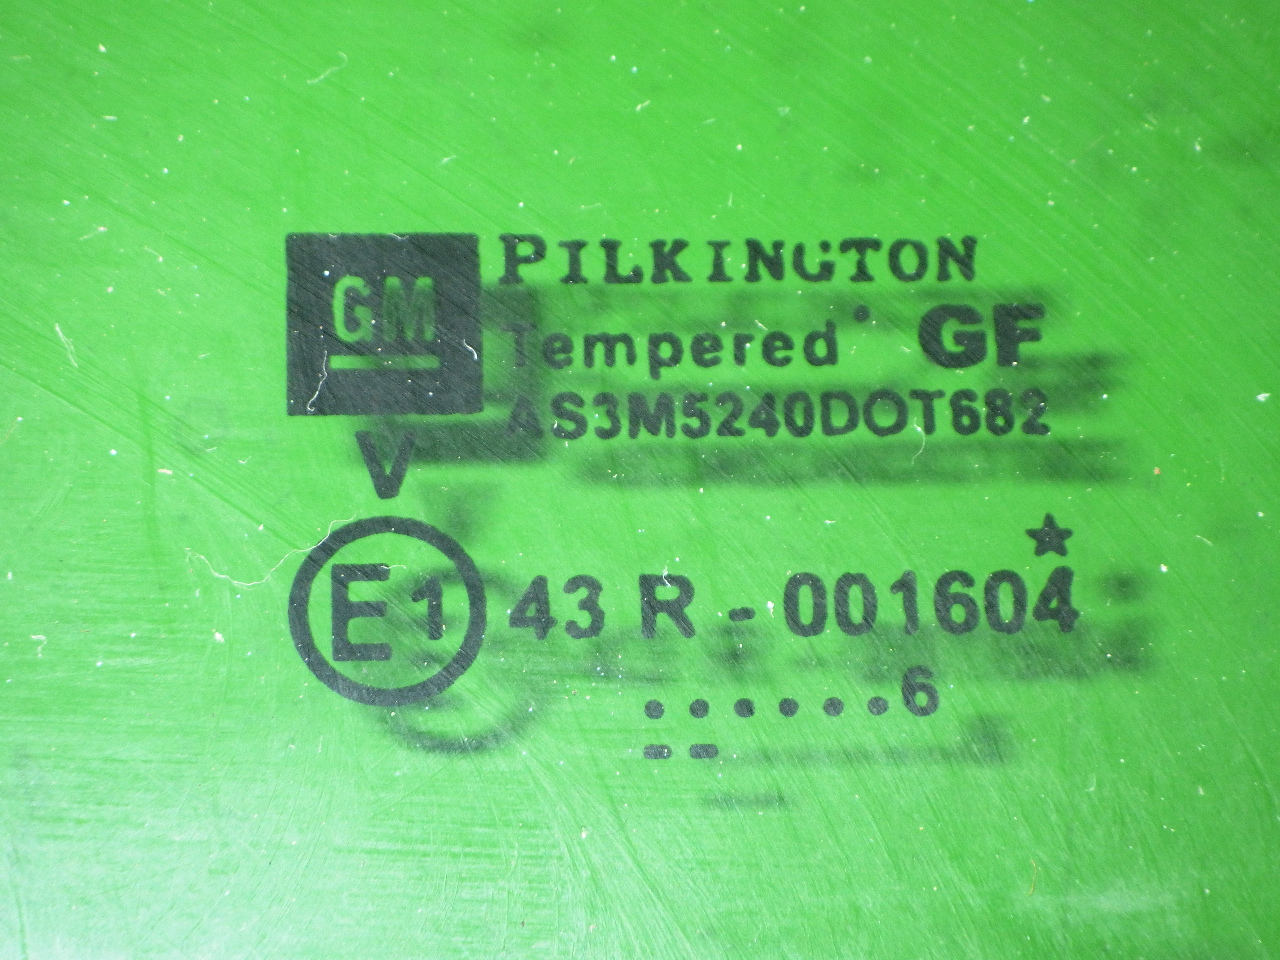 GM
PILKINGTON
Tempered GF
AS3M5240DOT682
V
E1 43 R - 001604
......6